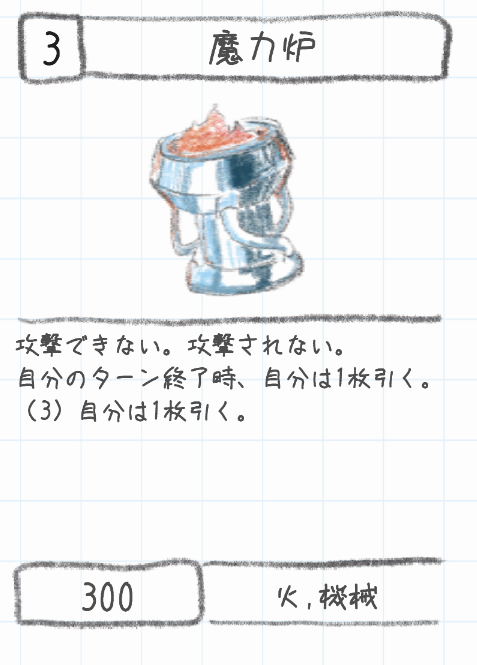 3
魔力炉
攻撃できない。攻撃されない。
自分のターン終了時、自分は1枚引く。
（3）自分は1枚引く。
300
火,機械